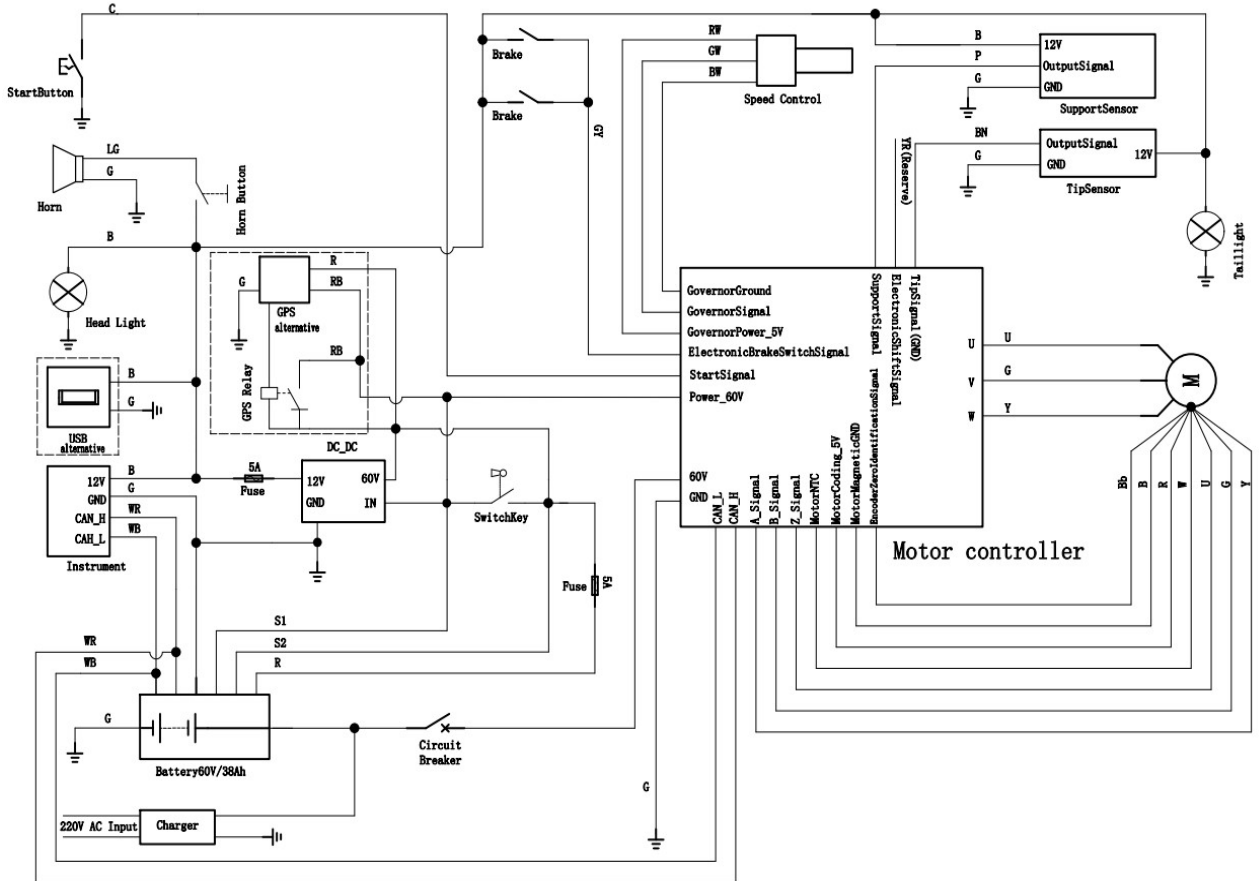 C
StartButton
Horn
LG
G
Horn Button
B
Head Light
USB
alternative
B
G
12V
GND
CAN_H
CAH_L
Instrument
B
G
WR
WB
G
R
RB
GPS
alternative
RB
GPS Relay
DC_DC
5A
Fuse
12V
60V
GND
IN
SwitchKey
Fuse
5A
S1
S2
R
WR
WB
G
Battery60V/38Ah
Circuit
Breaker
220V AC Input
Charger
Brake
Brake
GY
RW
GW
BW
Speed Control
B
P
G
12V
OutputSignal
GND
SupportSensor
YR(Reserve)
BN
G
OutputSignal
12V
GND
TipSensor
Taillight
GovernorGround
GovernorSignal
GovernorPower_5V
ElectronicBrakeSwitchSignal
StartSignal
Power_60V
60V
GND
G
SupportSignal
ElectronicShiftSignal
TipSignal(GND)
U
V
W
U
G
Y
M
CAN_L
CAN_H
A_Signal
B_Signal
Z_Signal
MotorNTC
MotorCoding_5V
MotorMagneticGND
EncoderZeroIdentificationSignal
Motor controller
Bb
B
R
W
U
G
Y